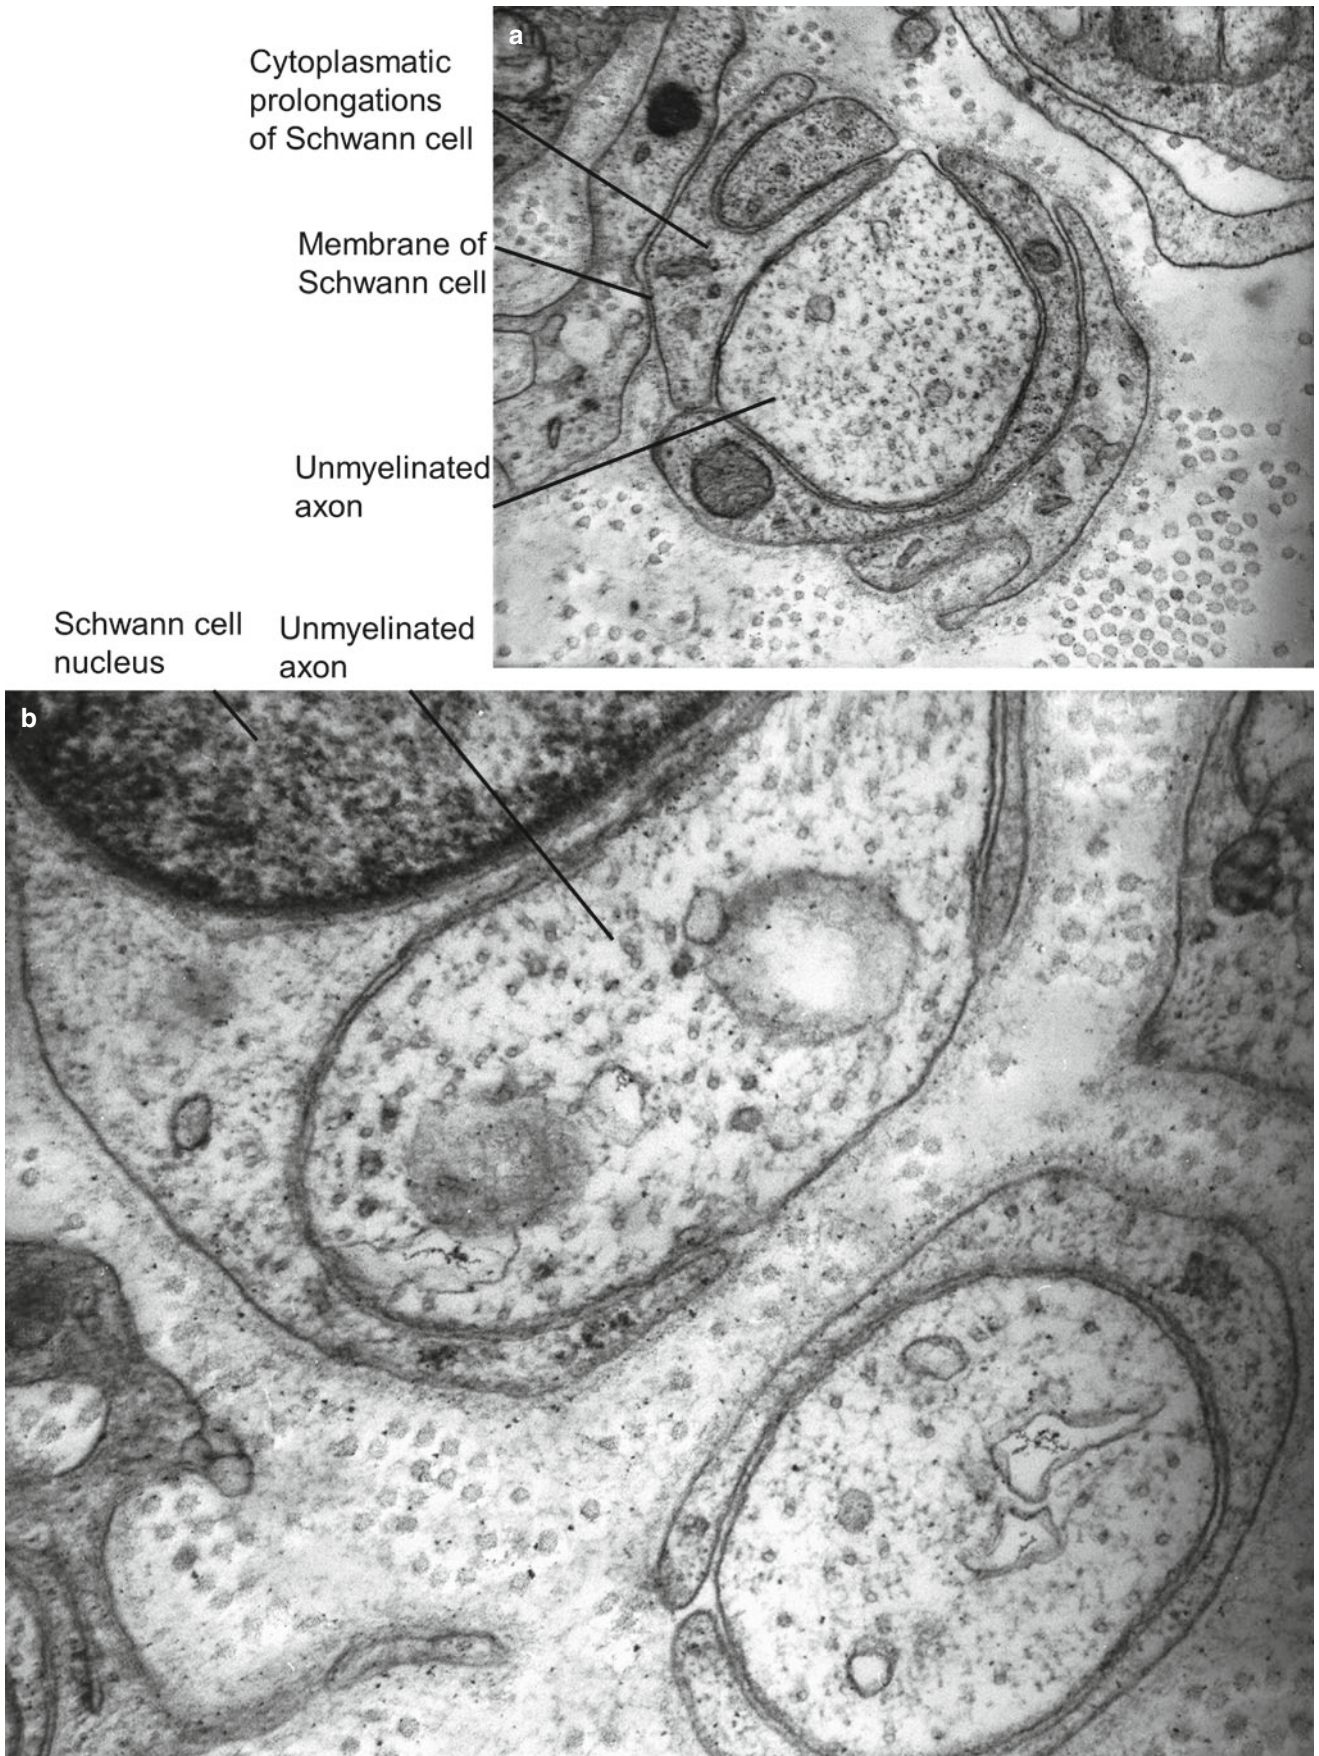 a
Cytoplasmatic
prolongations
of Schwann cell
Membrane of
Schwann cell
Unmyelinated
axon
Schwann cell
nucleus
Unmyelinated
axon
b